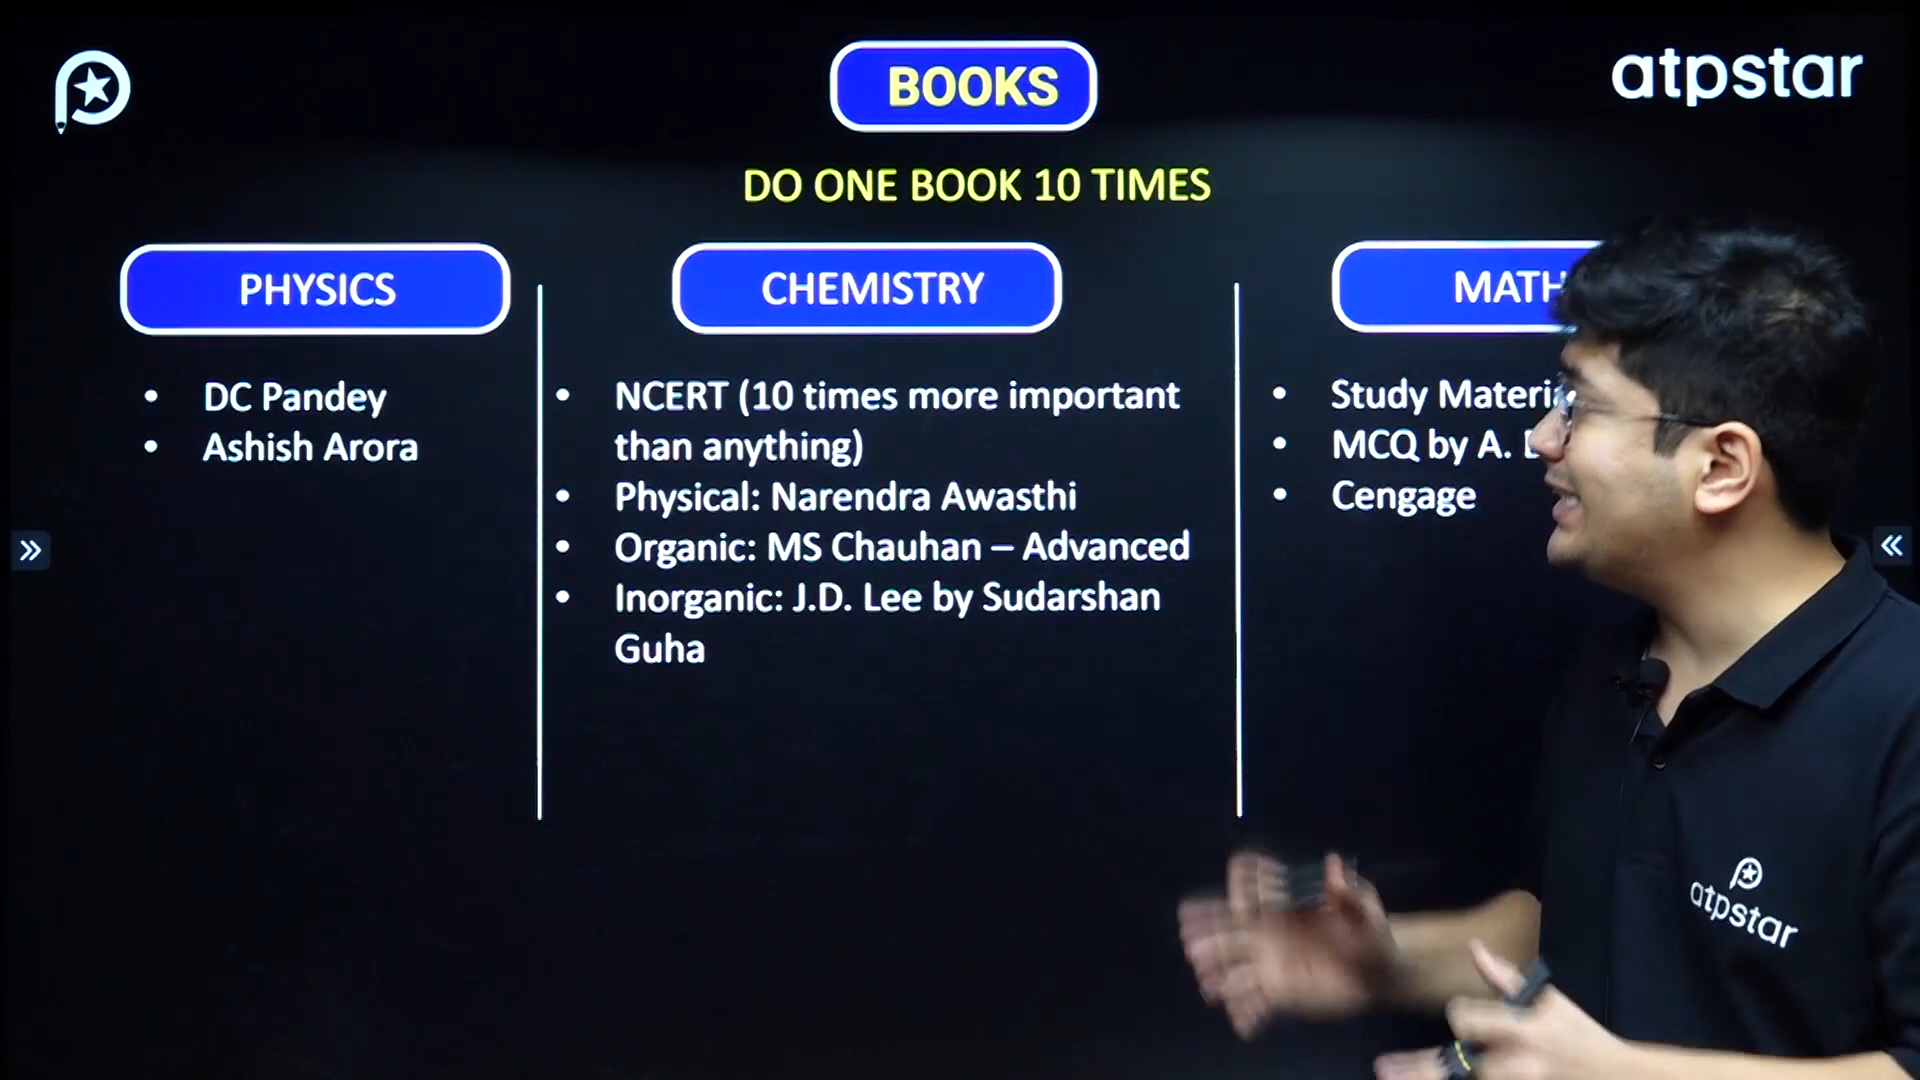 BOOKS
atpstar
DO ONE BOOK 10 TIMES
PHYSICS
DC Pandey
Ashish Arora
CHEMISTRY
NCERT (10 times more important
than anything)
Physical: Narendra Awasthi
Organic: MS Chauhan – Advanced
Inorganic: J.D. Lee by Sudarshan
Guha
MATH
Study Materia
MCQ by A.
Cengage
atpstar